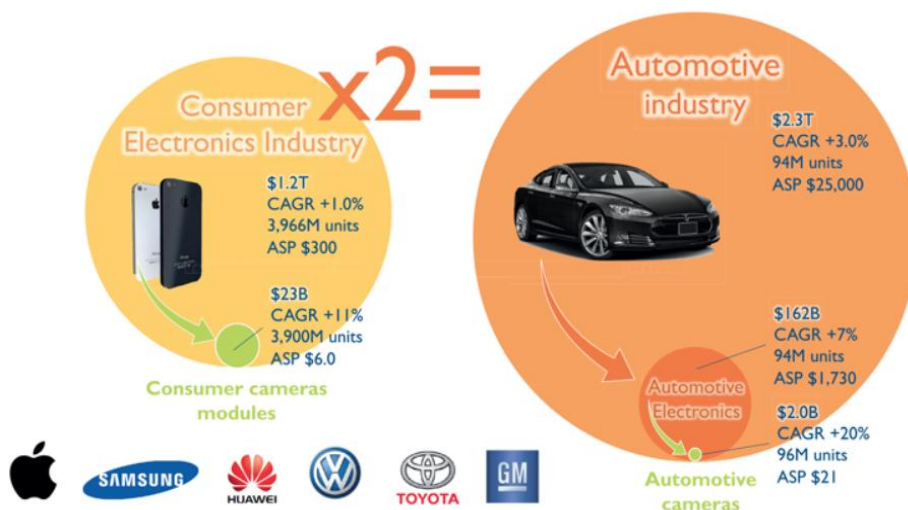 Consumer
Electronics Industry
x2=
Automotive
industry
$1.2T
CAGR +1.0%
3,966M units
ASP $300
$2.3T
CAGR +3.0%
94M units
ASP $25,000
$23B
CAGR +11%
3,900M units
ASP $6.0
Consumer cameras
modules
$162B
CAGR +7%
94M units
ASP $1,730
Automotive
Electronics
$2.0B
CAGR +20%
96M units
ASP $21
Automotive
cameras
SAMSUNG
HUAWEI
TOYOTA
GM